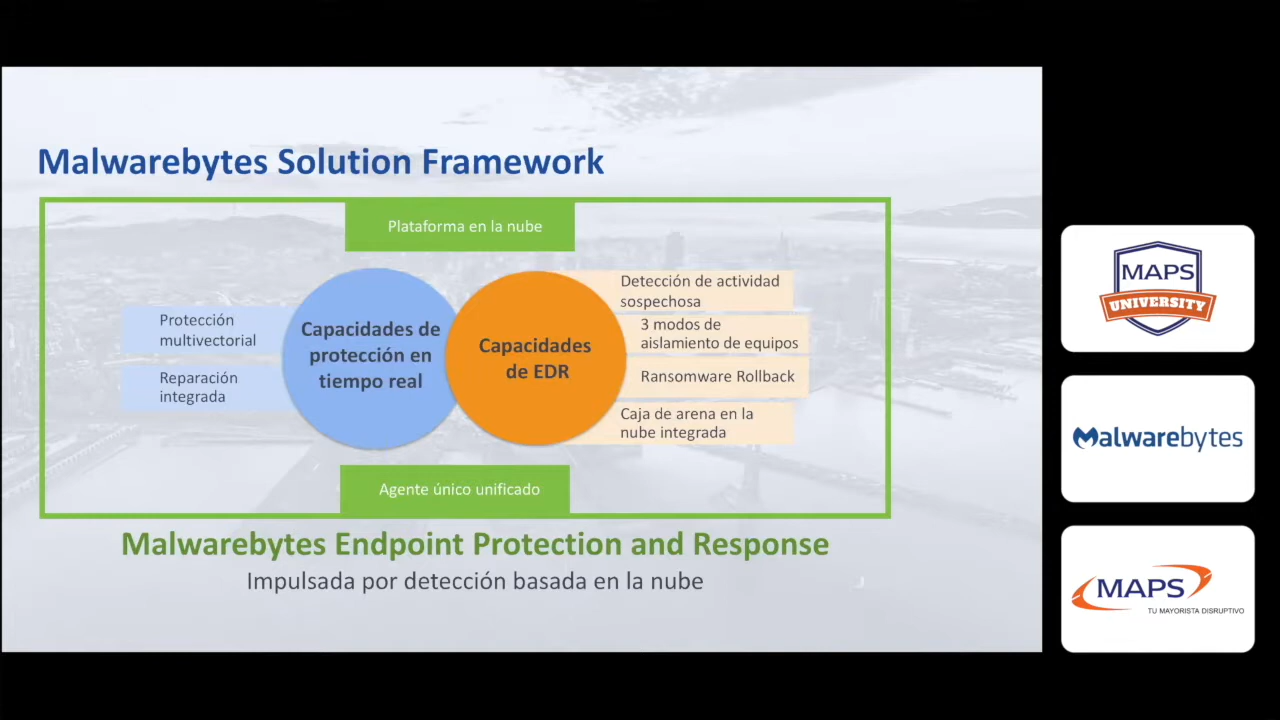 Malwarebytes Solution Framework
Plataforma en la nube
Protección
multivectorial
Reparación
integrada
Capacidades de
protección en
tiempo real
Capacidades
de EDR
Detección de actividad
sospechosa
3 modos de
aislamiento de equipos
Ransomware Rollback
Caja de arena en la
nube integrada
Agente único unificado
Malwarebytes Endpoint Protection and Response
Impulsada por detección basada en la nube
MAPS
UNIVERSITY
Malwarebytes
MAPS
TU MAYORISTA DISRUPTIVO